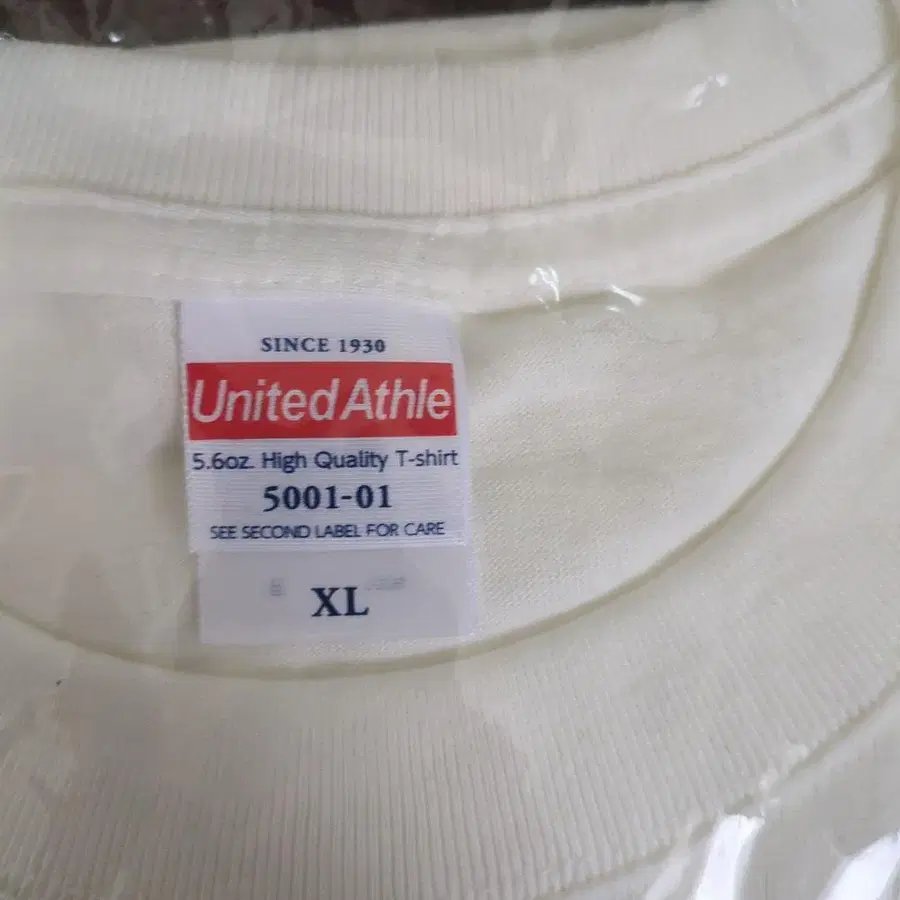 SINCE 1930
United Athle
5.6oz. High Quality T-shirt
5001-01
SEE SECOND LABEL FOR CARE
XL